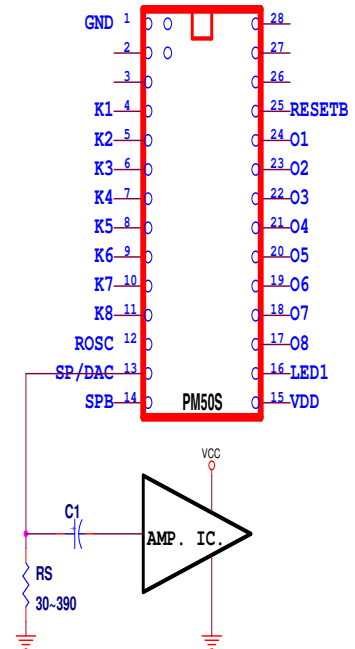 GND 1 28
2 27
3 26
K1 4 25 RESETB
K2 5 24 O1
K3 6 23 O2
K4 7 22 O3
K5 8 21 O4
K6 9 20 O5
K7 10 19 O6
K8 11 18 O7
ROSC 12 17 O8
SP/DAC 13 16 LED1
SPB 14 PM50S 15 VDD
VCC
C1
AMP. IC.
RS
30~390